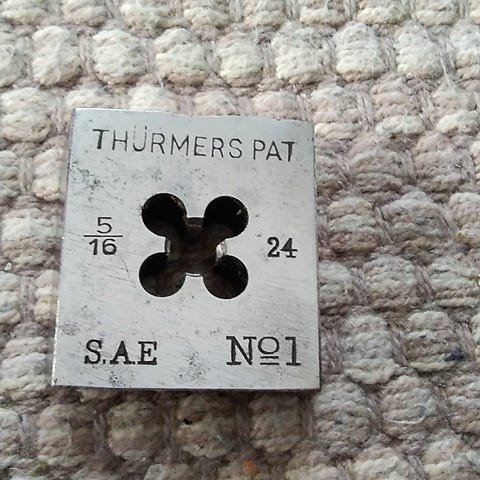 THÜRMERS PAT
5/16 24
S.A.E Nº1